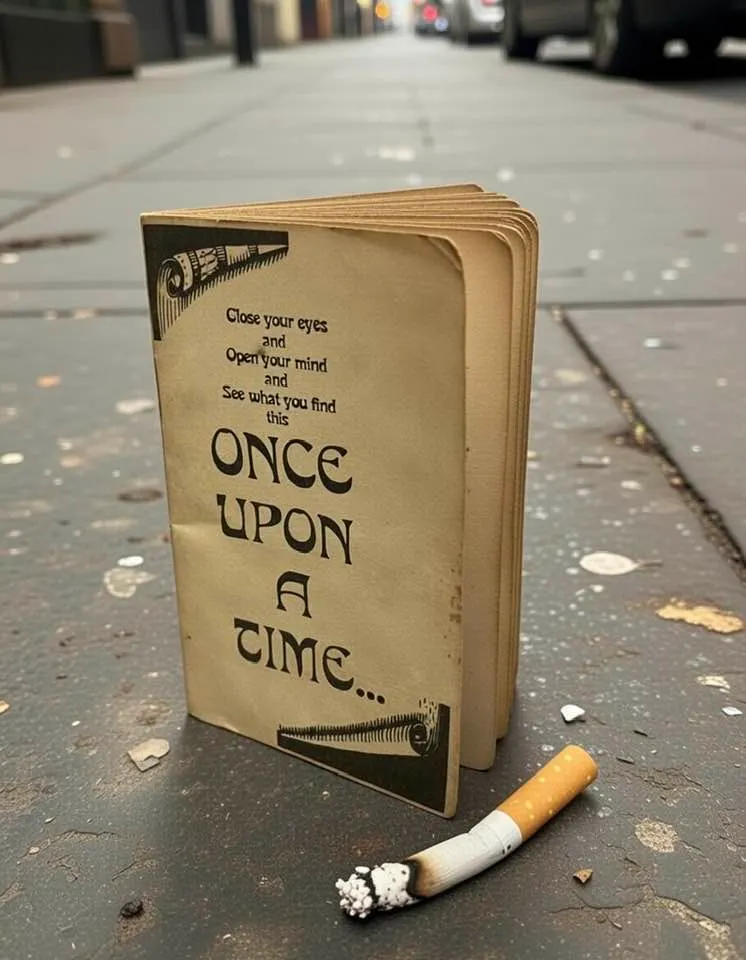 Close your eyes
and
Open your mind
and
See what you find
this
ONCE
UPON
A
TIME...